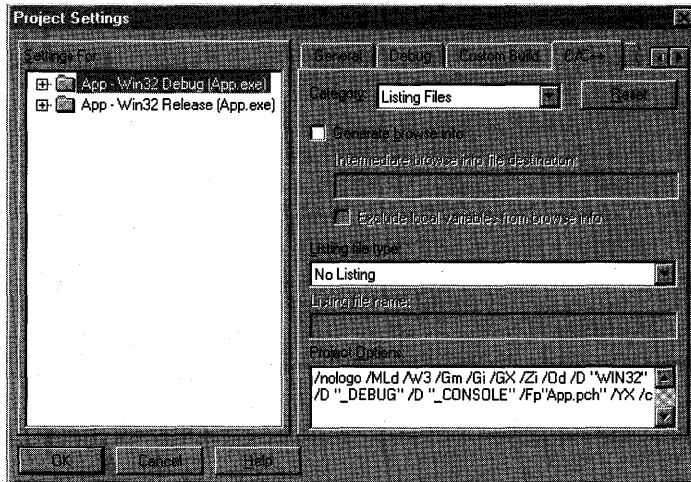 Project Settings
Settings For:
App - Win32 Debug (App.exe)
App - Win32 Release (App.exe)
General
Debug
Custom Build
C/C++
Category:
Listing Files
Reset
Generate browse info
Intermediate browse info file destination:
Exclude local variables from browse info
Listing file type:
No Listing
Listing file name:
Project Options:
/nologo /MLd /W3 /Gm /Gi /GX /Zi /Od /D "WIN32"
/D "_DEBUG" /D "_CONSOLE" /Fp"App.pch" /YX /c
OK
Cancel
Help